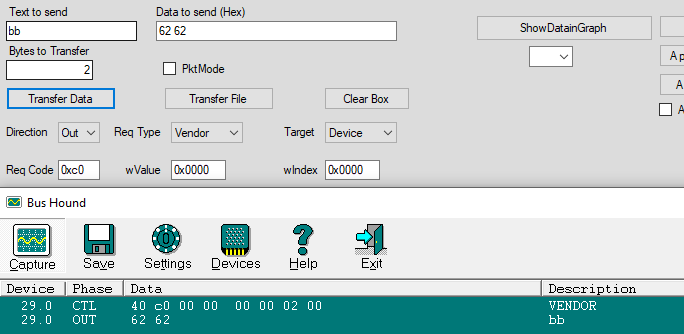 Text to send Data to send (Hex)
bb 62 62 ShowDatainGraph
Bytes to Transfer
2 PktMode
Transfer Data Transfer File Clear Box
Direction Out Req Type Vendor Target Device
Req Code 0xc0 wValue 0x0000 wIndex 0x0000
Bus Hound
Capture Save Settings Devices Help Exit
Device Phase Data Description
29.0 CTL 40 c0 00 00 00 00 02 00 VENDOR
29.0 OUT 62 62 bb